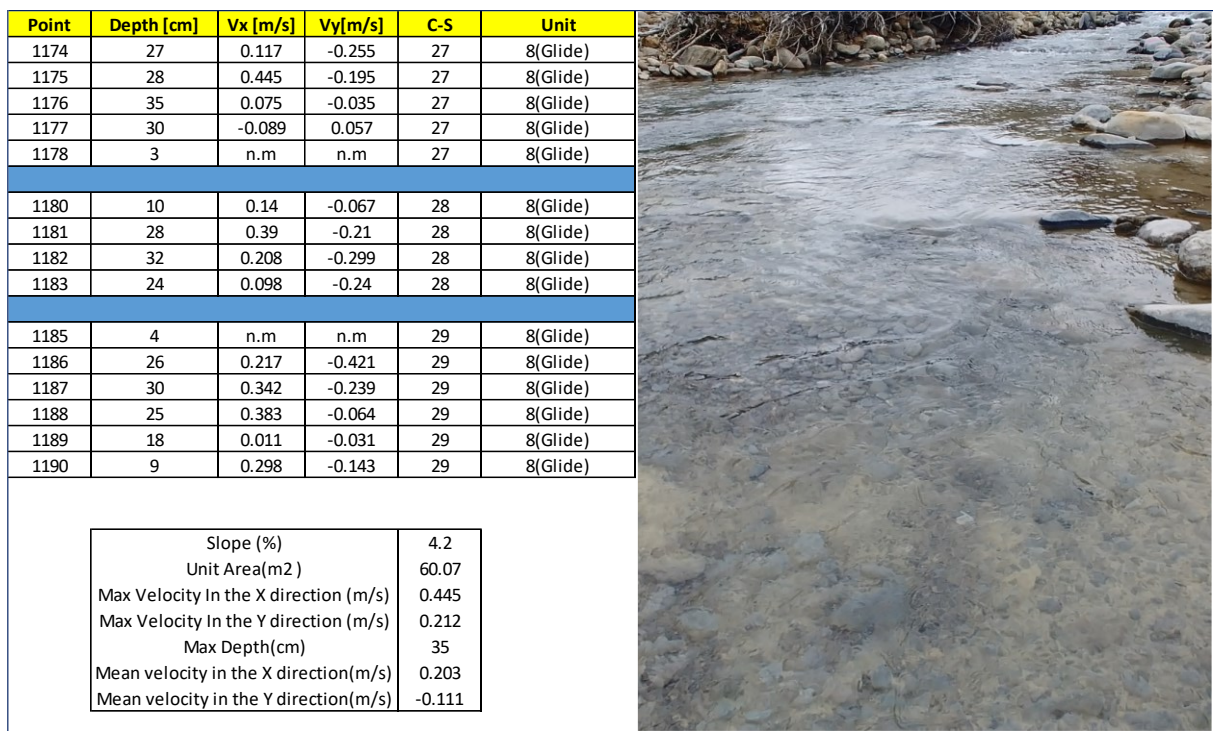 Point Depth [cm] Vx [m/s] Vy[m/s] C-S Unit
1174 27 0.117 -0.255 27 8(Glide)
1175 28 0.445 -0.195 27 8(Glide)
1176 35 0.075 -0.035 27 8(Glide)
1177 30 -0.089 0.057 27 8(Glide)
1178 3 n.m n.m 27 8(Glide)
1180 10 0.14 -0.067 28 8(Glide)
1181 28 0.39 -0.21 28 8(Glide)
1182 32 0.208 -0.299 28 8(Glide)
1183 24 0.098 -0.24 28 8(Glide)
1185 4 n.m n.m 29 8(Glide)
1186 26 0.217 -0.421 29 8(Glide)
1187 30 0.342 -0.239 29 8(Glide)
1188 25 0.383 -0.064 29 8(Glide)
1189 18 0.011 -0.031 29 8(Glide)
1190 9 0.298 -0.143 29 8(Glide)
Slope (%) 4.2
Unit Area(m2 ) 60.07
Max Velocity In the X direction (m/s) 0.445
Max Velocity In the Y direction (m/s) 0.212
Max Depth(cm) 35
Mean velocity in the X direction(m/s) 0.203
Mean velocity in the Y direction(m/s) -0.111